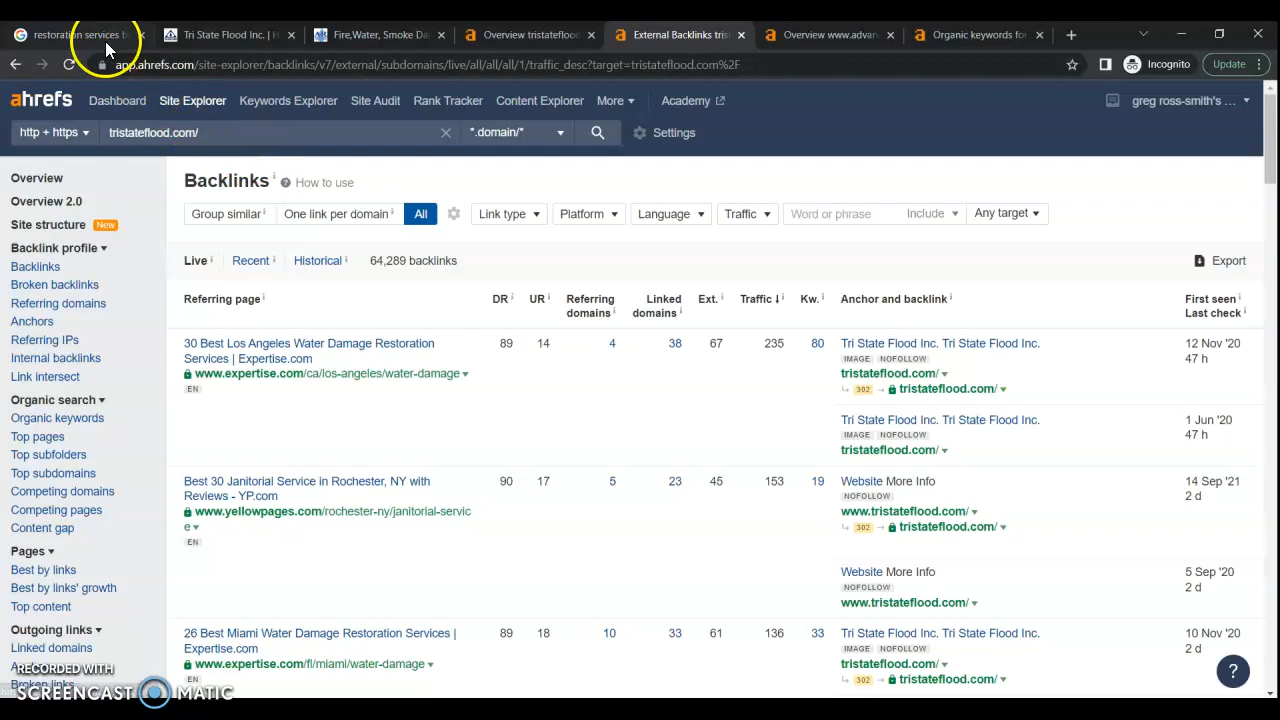 restoration services b
Tri State Flood Inc. | H
Fire,Water, Smoke Da
Overview tristateflood
External Backlinks tris
Overview www.advan
Organic keywords for
app.ahrefs.com/site-explorer/backlinks/v7/external/subdomains/live/all/all/all/1/traffic_desc?target=tristateflood.com%2F
Incognito
Update
ahrefs
Dashboard
Site Explorer
Keywords Explorer
Site Audit
Rank Tracker
Content Explorer
More
Academy
greg ross-smith's ...
http + https
tristateflood.com/
*.domain/*
Settings
Overview
Overview 2.0
Site structure New
Backlink profile
Backlinks
Broken backlinks
Referring domains
Anchors
Referring IPs
Internal backlinks
Link intersect
Organic search
Organic keywords
Top pages
Top subfolders
Top subdomains
Competing domains
Competing pages
Content gap
Pages
Best by links
Best by links' growth
Top content
Outgoing links
Linked domains
Broken links
Backlinks
How to use
Group similar
One link per domain
All
Link type
Platform
Language
Traffic
Word or phrase
Include
Any target
Live
Recent
Historical
64,289 backlinks
Export
Referring page
DR
UR
Referring
domains
Linked
domains
Ext.
Traffic
Kw.
Anchor and backlink
First seen
Last check
30 Best Los Angeles Water Damage Restoration
Services | Expertise.com
www.expertise.com/ca/los-angeles/water-damage
EN
89
14
4
38
67
235
80
Tri State Flood Inc. Tri State Flood Inc.
IMAGE NOFOLLOW
tristateflood.com/
302 tristateflood.com/
12 Nov '20
47 h
Tri State Flood Inc. Tri State Flood Inc.
IMAGE NOFOLLOW
tristateflood.com/
1 Jun '20
47 h
Best 30 Janitorial Service in Rochester, NY with
Reviews - YP.com
www.yellowpages.com/rochester-ny/janitorial-servic
e
EN
90
17
5
23
45
153
19
Website More Info
NOFOLLOW
www.tristateflood.com/
302 tristateflood.com/
14 Sep '21
2 d
Website More Info
NOFOLLOW
www.tristateflood.com/
5 Sep '20
2 d
26 Best Miami Water Damage Restoration Services |
Expertise.com
www.expertise.com/fl/miami/water-damage
EN
89
18
10
33
61
136
33
Tri State Flood Inc. Tri State Flood Inc.
IMAGE NOFOLLOW
tristateflood.com/
302 tristateflood.com/
10 Nov '20
2 d
?
RECORDED WITH
SCREENCAST MATIC